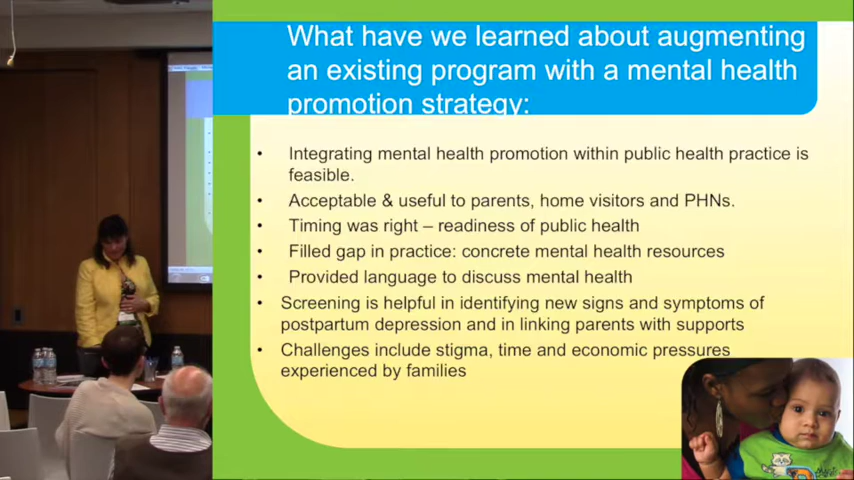 What have we learned about augmenting
an existing program with a mental health
promotion strategy:
• Integrating mental health promotion within public health practice is
feasible.
• Acceptable & useful to parents, home visitors and PHNs.
• Timing was right – readiness of public health
• Filled gap in practice: concrete mental health resources
• Provided language to discuss mental health
• Screening is helpful in identifying new signs and symptoms of
postpartum depression and in linking parents with supports
• Challenges include stigma, time and economic pressures
experienced by families